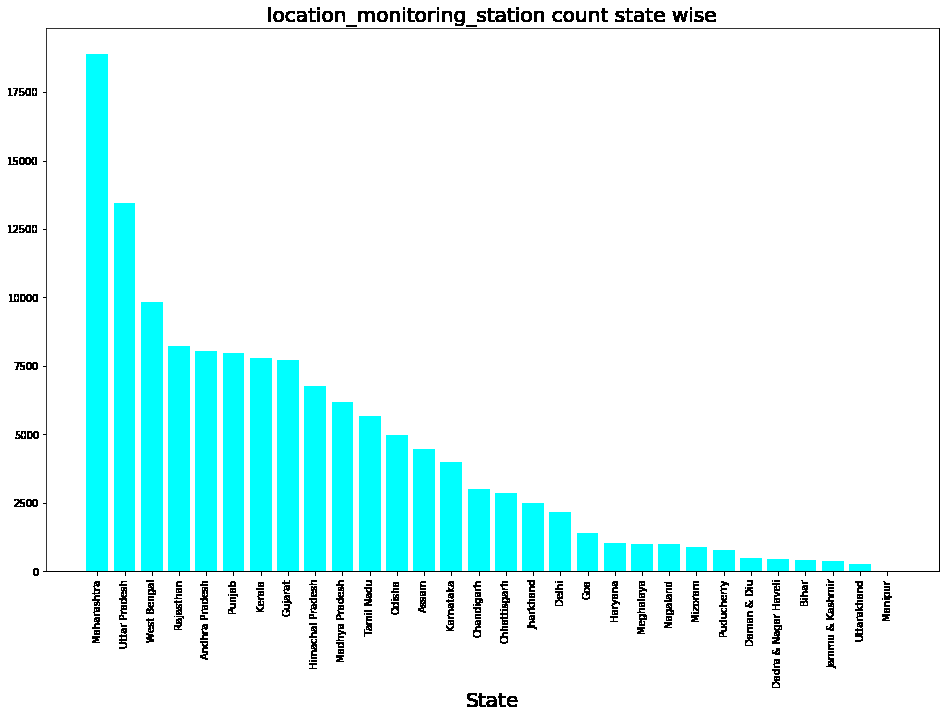 location_monitoring_station count state wise
17500
15000
12500
10000
7500
5000
2500
0
Maharashtra
Uttar Pradesh
West Bengal
Rajasthan
Andhra Pradesh
Punjab
Kerala
Gujarat
Himachal Pradesh
Madhya Pradesh
Tamil Nadu
Odisha
Assam
Karnataka
Chandigarh
Chhattisgarh
Jharkhand
Delhi
Goa
Haryana
Meghalaya
Nagaland
Mizoram
Puducherry
Daman & Diu
Dadra & Nagar Haveli
Bihar
Jammu & Kashmir
Uttarakhand
Manipur
State